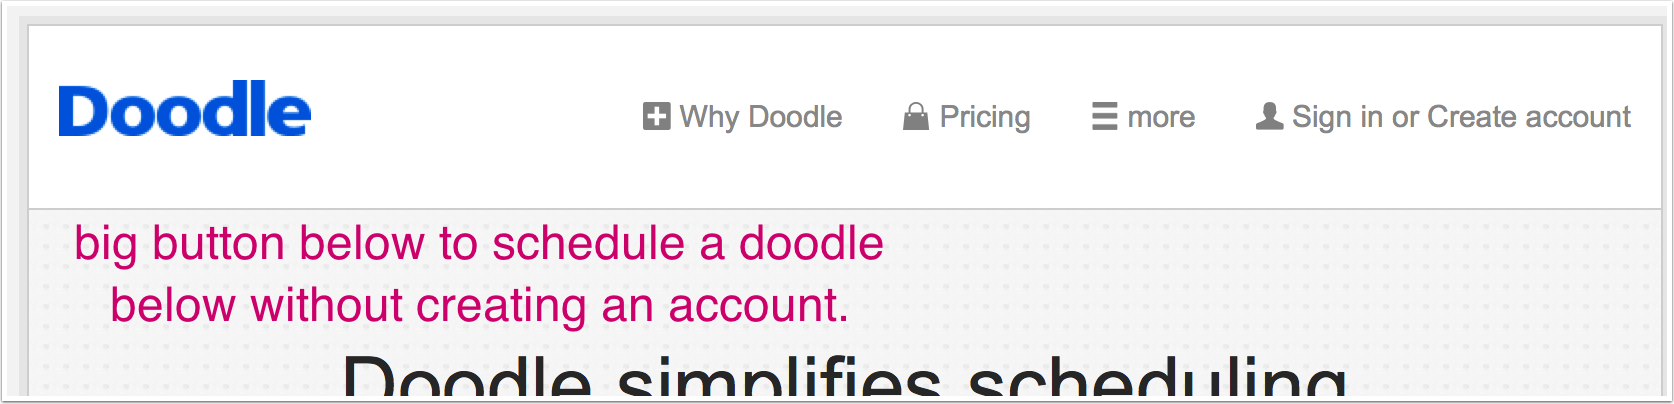 Doodle
Why Doodle Pricing more Sign in or Create account
big button below to schedule a doodle
below without creating an account.
Doodle simplifies scheduling